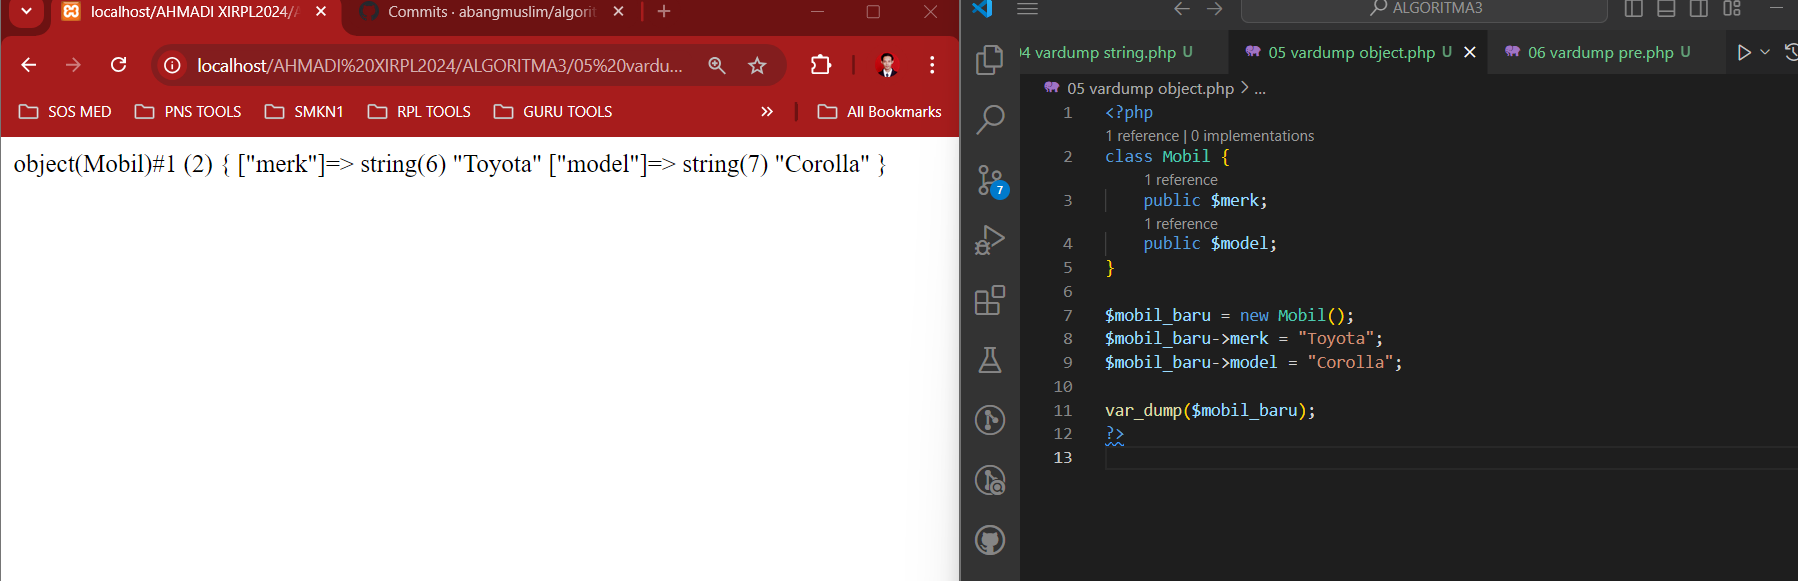 localhost/AHMADI XIRPL2024/A
Commits · abangmuslim/algorit
localhost/AHMADI%20XIRPL2024/ALGORITMA3/05%20vardu...
SOS MED
PNS TOOLS
SMKN1
RPL TOOLS
GURU TOOLS
All Bookmarks
object(Mobil)#1 (2) { ["merk"]=> string(6) "Toyota" ["model"]=> string(7) "Corolla" }
ALGORITMA3
04 vardump string.php U
05 vardump object.php U
06 vardump pre.php U
05 vardump object.php > ...
7
1 <?php
1 reference | 0 implementations
2 class Mobil {
1 reference
3 public $merk;
1 reference
4 public $model;
5 }
6
7 $mobil_baru = new Mobil();
8 $mobil_baru->merk = "Toyota";
9 $mobil_baru->model = "Corolla";
10
11 var_dump($mobil_baru);
12 ?>
13